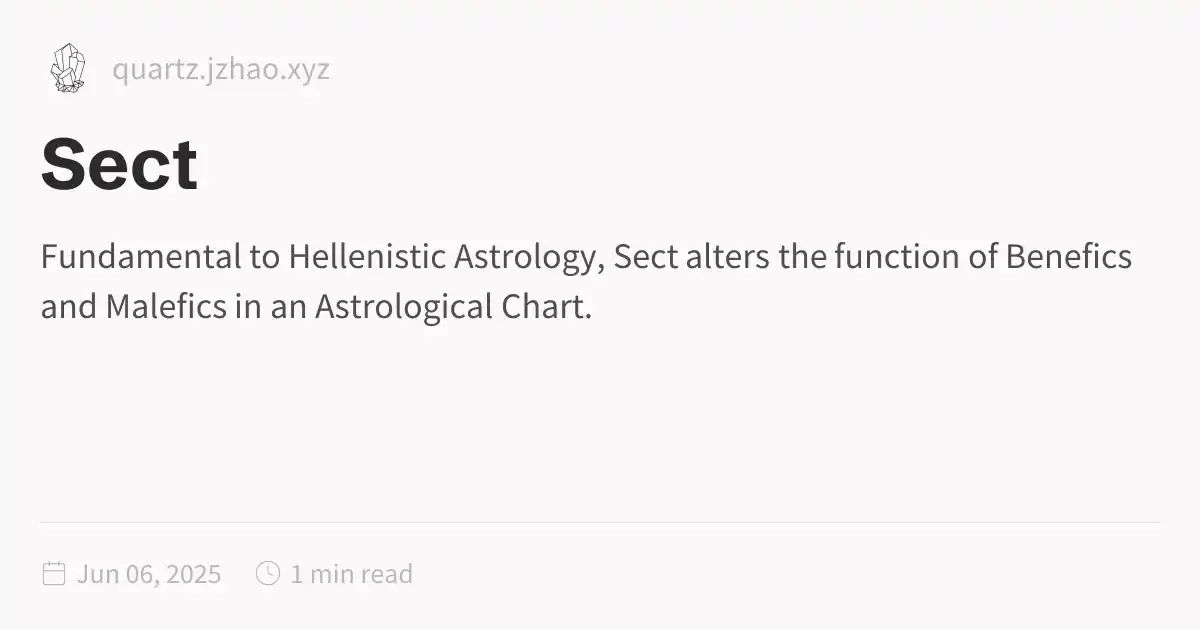 quartz.jzhao.xyz
Sect
Fundamental to Hellenistic Astrology, Sect alters the function of Benefics
and Malefics in an Astrological Chart.
Jun 06, 2025 1 min read